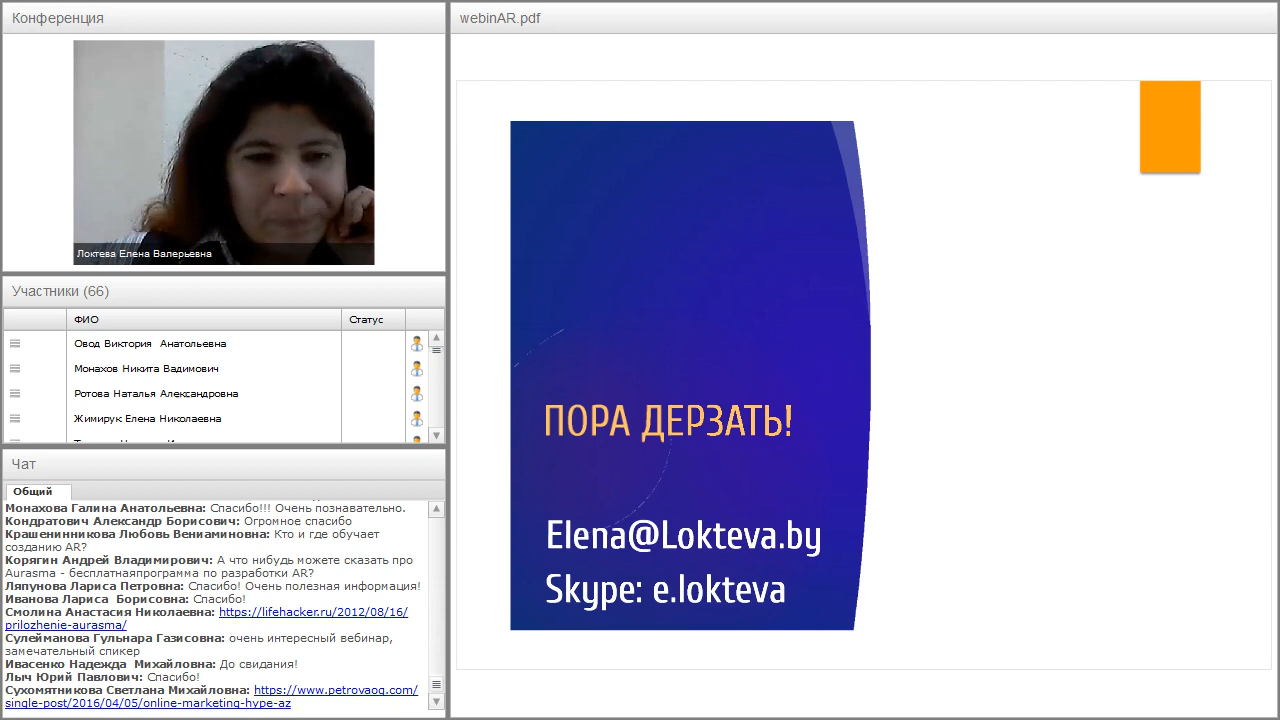 Конференция
Локтева Елена Валерьевна
Участники (66)
ФИО
Статус
Овод Виктория Анатольевна
Монахов Никита Вадимович
Ротова Наталья Александровна
Жимирук Елена Николаевна
Чат
Общий
Монахова Галина Анатольевна: Спасибо!!! Очень познавательно.
Кондратович Александр Борисович: Огромное спасибо
Крашенинникова Любовь Вениаминовна: Кто и где обучает
созданию AR?
Корягин Андрей Владимирович: А что нибудь можете сказать про
Aurasma - бесплатнаяпрограмма по разработки AR?
Ляпунова Лариса Петровна: Спасибо! Очень полезная информация!
Иванова Лариса Борисовна: Спасибо!
Смолина Анастасия Николаевна: https://lifehacker.ru/2012/08/16/
prilozhenie-aurasma/
Сулейманова Гульнара Газисовна: очень интересный вебинар,
замечательный спикер
Ивасенко Надежда Михайловна: До свидания!
Лыч Юрий Павлович: Спасибо!
Сухомятникова Светлана Михайловна: https://www.petrovaog.com/
single-post/2016/04/05/online-marketing-hype-az
webinAR.pdf
ПОРА ДЕРЗАТЬ!
Elena@Lokteva.by
Skype: e.lokteva